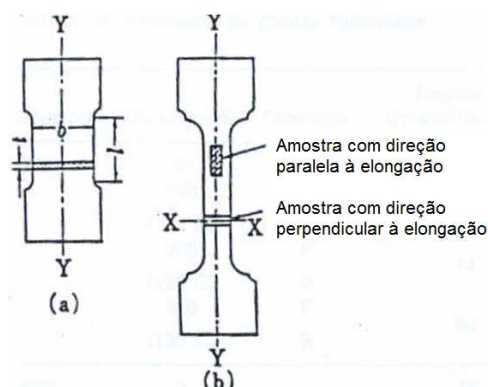 Y
Y
b
l
t
Y
(a)
Amostra com direção
paralela à elongação
Amostra com direção
perpendicular à elongação
X
X
Y
(b)